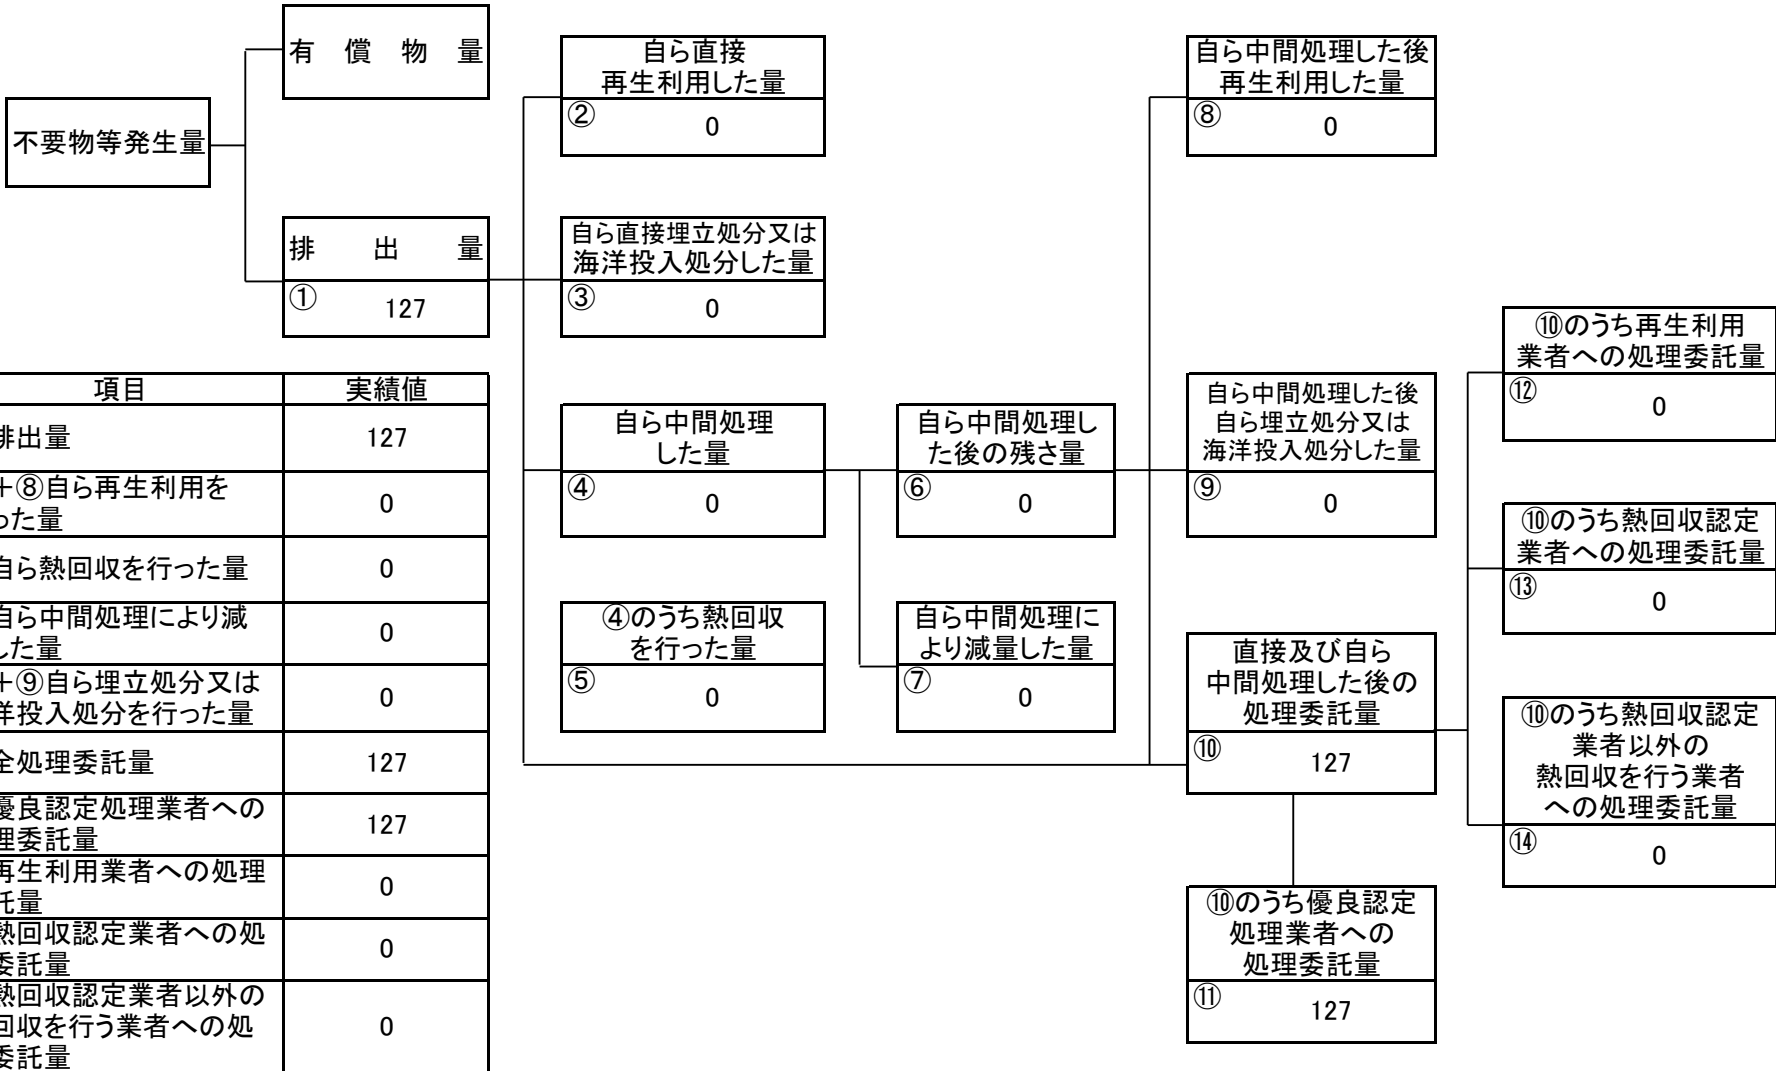 有償物量
不要物等発生量
排出量
①
127
自ら直接
再生利用した量
②
0
自ら直接埋立処分又は
海洋投入処分した量
③
0
自ら中間処理
した量
④
0
④のうち熱回収
を行った量
⑤
0
自ら中間処理し
た後の残さ量
⑥
0
自ら中間処理に
より減量した量
⑦
0
自ら中間処理した後
再生利用した量
⑧
0
自ら中間処理した後
自ら埋立処分又は
海洋投入処分した量
⑨
0
直接及び自ら
中間処理した後の
処理委託量
⑩
127
⑩のうち優良認定
処理業者への
処理委託量
⑪
127
⑩のうち再生利用
業者への処理委託量
⑫
0
⑩のうち熱回収認定
業者への処理委託量
⑬
0
⑩のうち熱回収認定
業者以外の
熱回収を行う業者
への処理委託量
⑭
0
項目
実績値
排出量
127
+⑧自ら再生利用を
った量
0
自ら熱回収を行った量
0
自ら中間処理により減
した量
0
+⑨自ら埋立処分又は
洋投入処分を行った量
0
全処理委託量
127
優良認定処理業者への
理委託量
127
再生利用業者への処理
託量
0
熱回収認定業者への処
委託量
0
熱回収認定業者以外の
回収を行う業者への処
委託量
0